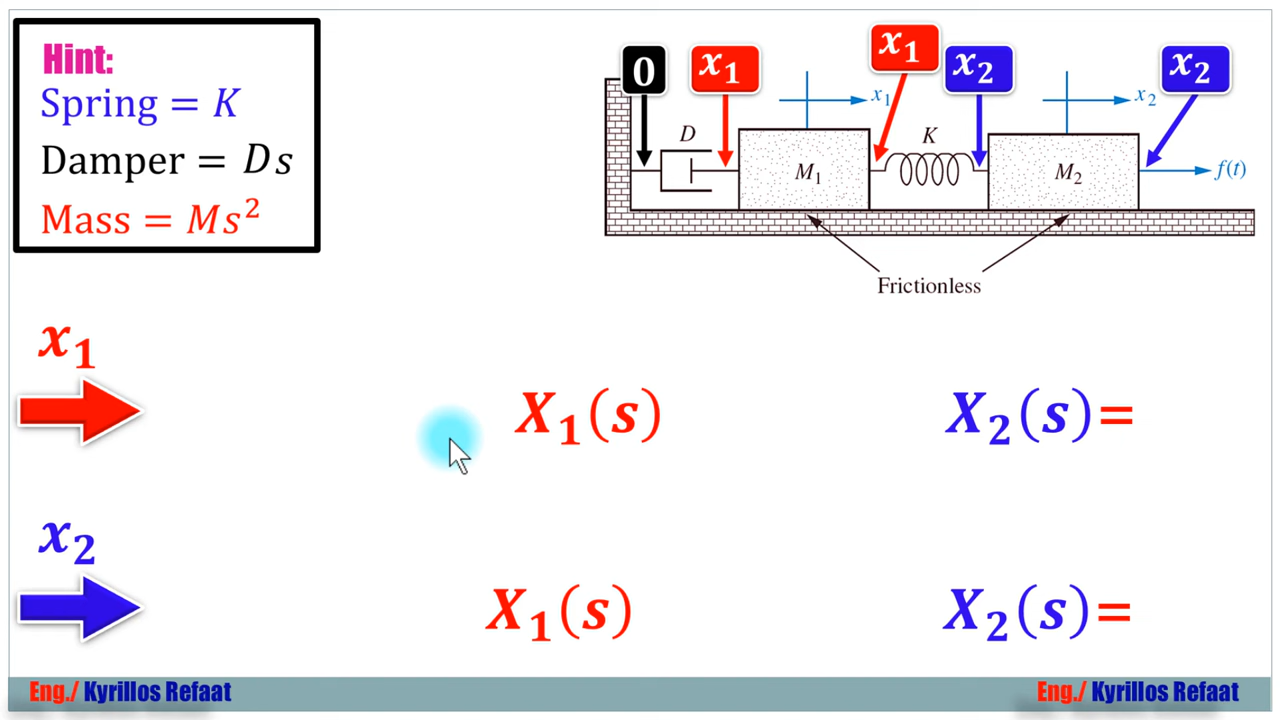 Hint:
Spring = K
Damper = Ds
Mass = Ms²
0
x₁
x₁
x₂
x₂
x₁
x₂
D
K
M₁
M₂
f(t)
Frictionless
x₁
X₁(s) X₂(s)=
x₂
X₁(s) X₂(s)=
Eng./ Kyrillos Refaat Eng./ Kyrillos Refaat